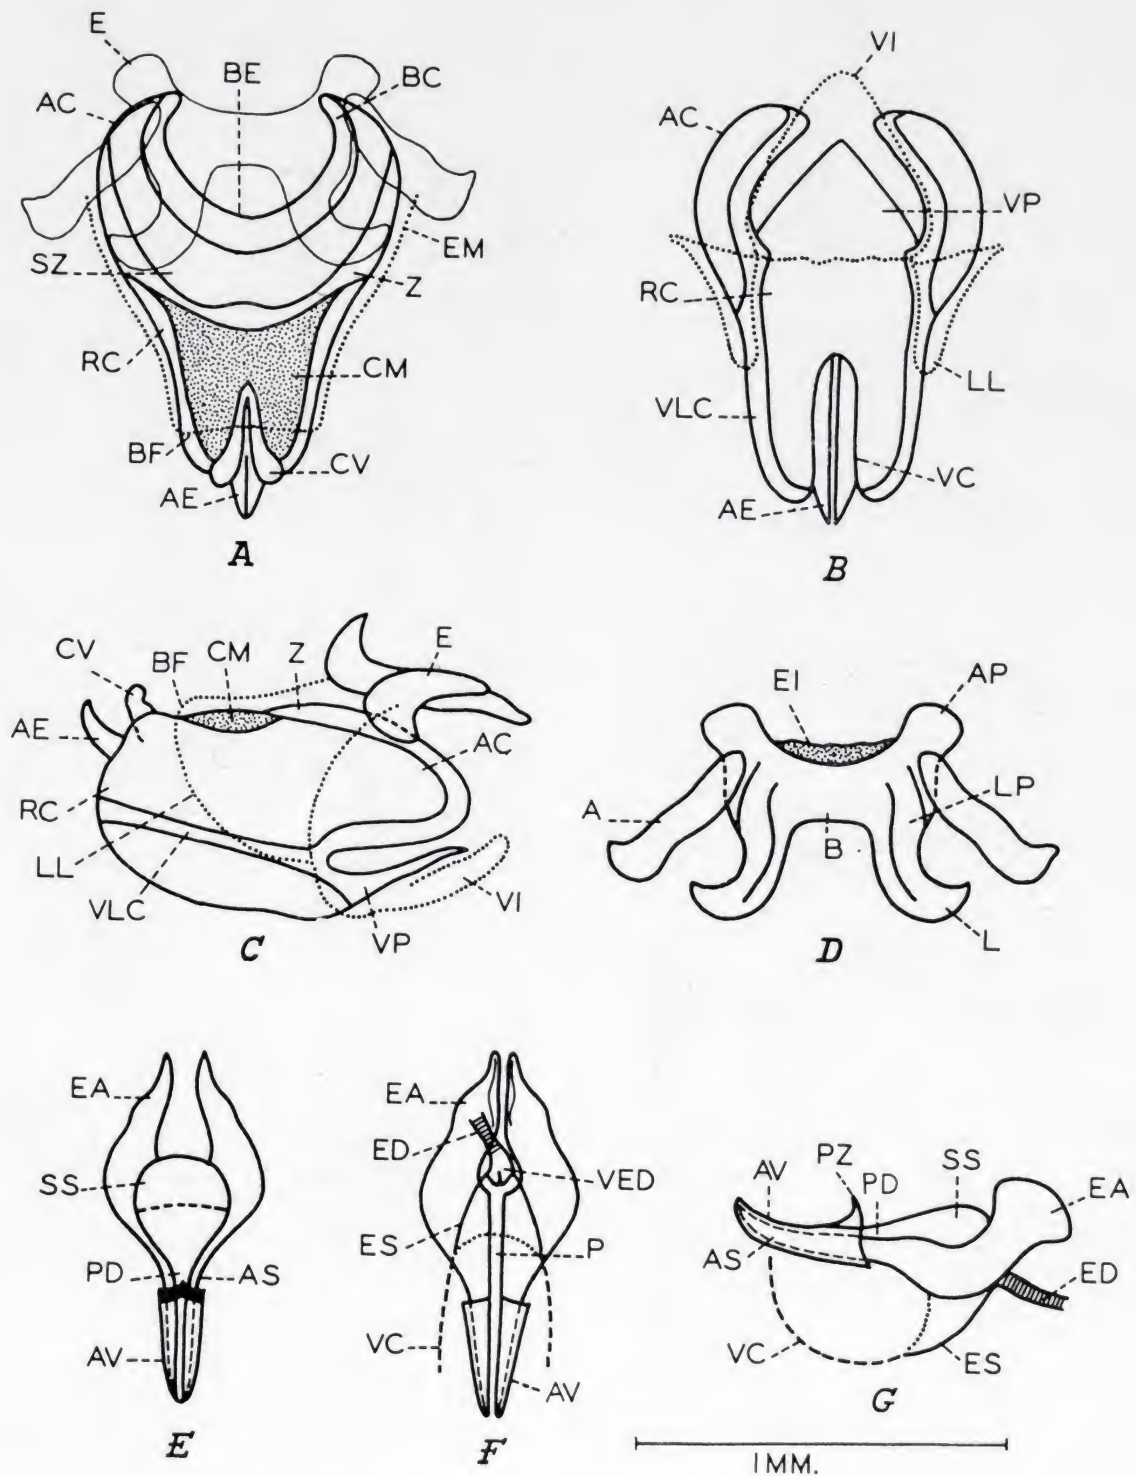 E
BE
BC
AC
SZ
EM
Z
RC
CM
BF
CV
AE
A
VI
AC
VP
RC
LL
VLC
VC
AE
B
CV
BF
CM
Z
E
AE
AC
RC
LL
VLC
VP
VI
C
EI
AP
A
LP
B
L
D
EA
SS
PD
AS
AV
E
EA
ED
VED
ES
P
VC
AV
F
AV
PZ
PD
SS
EA
AS
ED
VC
ES
G
1MM.